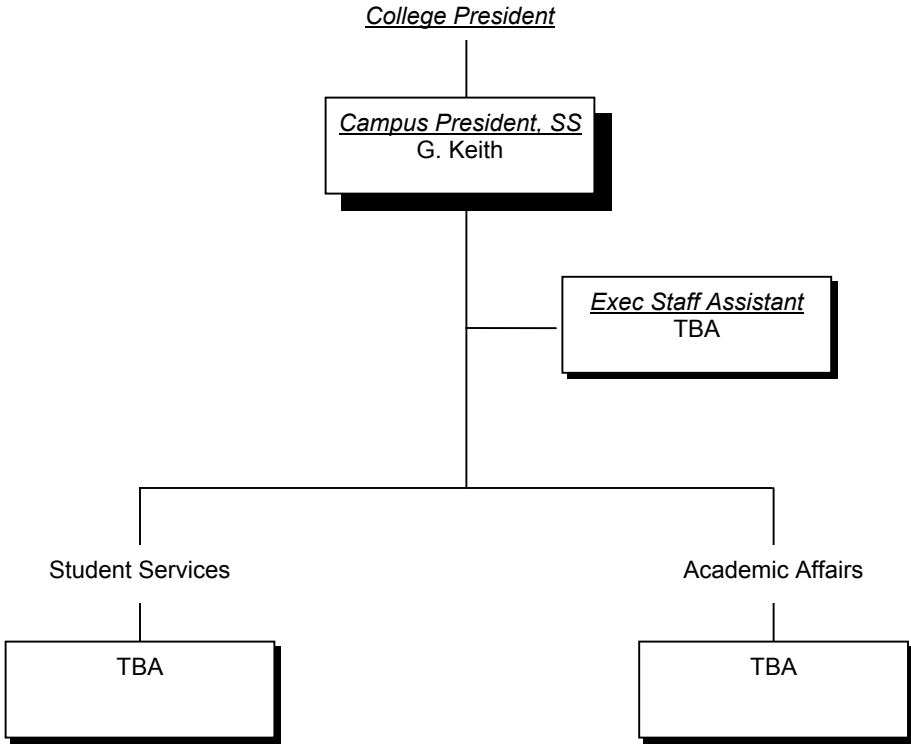 College President
Campus President, SS
G. Keith
Exec Staff Assistant
TBA
Student Services
Academic Affairs
TBA
TBA